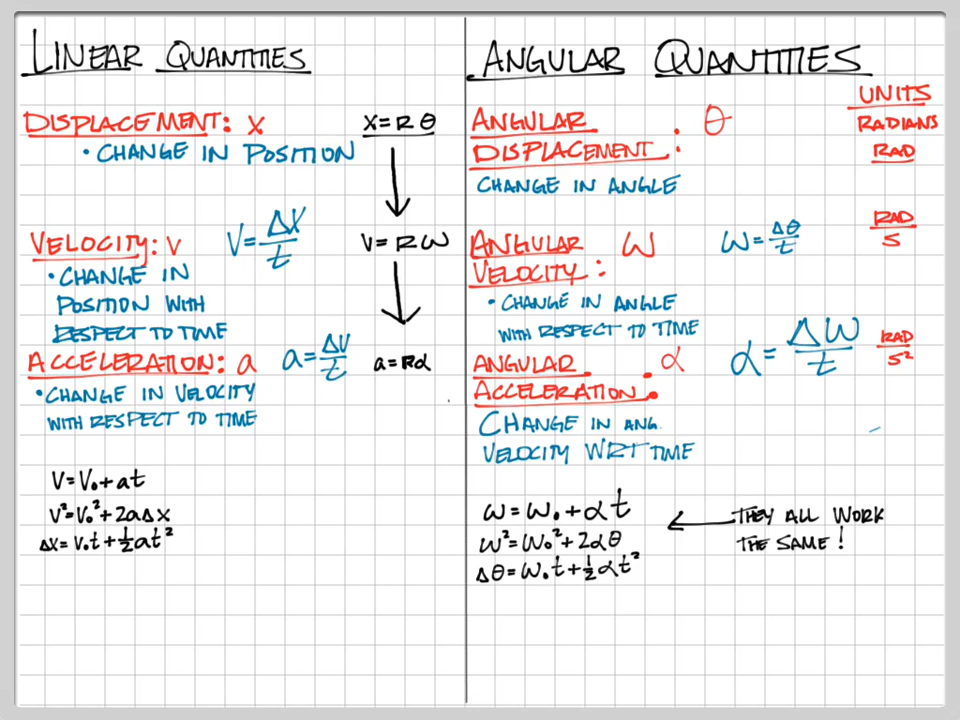 LINEAR QUANTITIES
DISPLACEMENT: X
• CHANGE IN POSITION
X = R θ
VELOCITY: V
V = ΔX/t
V = R ω
• CHANGE IN
POSITION WITH
RESPECT TO TIME
ACCELERATION: a
a = ΔV/t
a = Rα
• CHANGE IN VELOCITY
WITH RESPECT TO TIME
V = V₀ + at
V² = V₀² + 2aΔX
ΔX = V₀t + ½at²
ANGULAR QUANTITIES
UNITS
RADIANS
RAD
ANGULAR
DISPLACEMENT : θ
CHANGE IN ANGLE
ANGULAR ω
VELOCITY :
ω = Δθ/t
RAD/S
• CHANGE IN ANGLE
WITH RESPECT TO TIME
ANGULAR
ACCELERATION : α
α = Δω/t
RAD/S²
CHANGE IN ANG.
VELOCITY WRT TIME
ω = ω₀ + αt
ω² = ω₀² + 2αθ
Δθ = ω₀t + ½αt²
THEY ALL WORK
THE SAME!